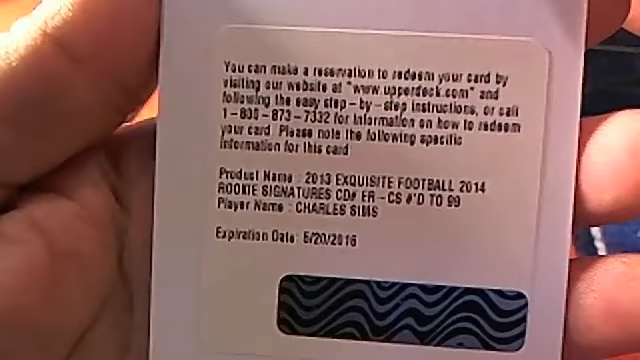 You can make a reservation to redeem your card by
visiting our website at "www.upperdeck.com" and
following the easy step-by-step instructions, or call
1-800-873-7332 for information on how to redeem
your card. Please note the following specific
information for this card:
Product Name : 2013 EXQUISITE FOOTBALL 2014
ROOKIE SIGNATURES CD# ER-CS #'D TO 99
Player Name : CHARLES SIMS
Expiration Date: 5/20/2016